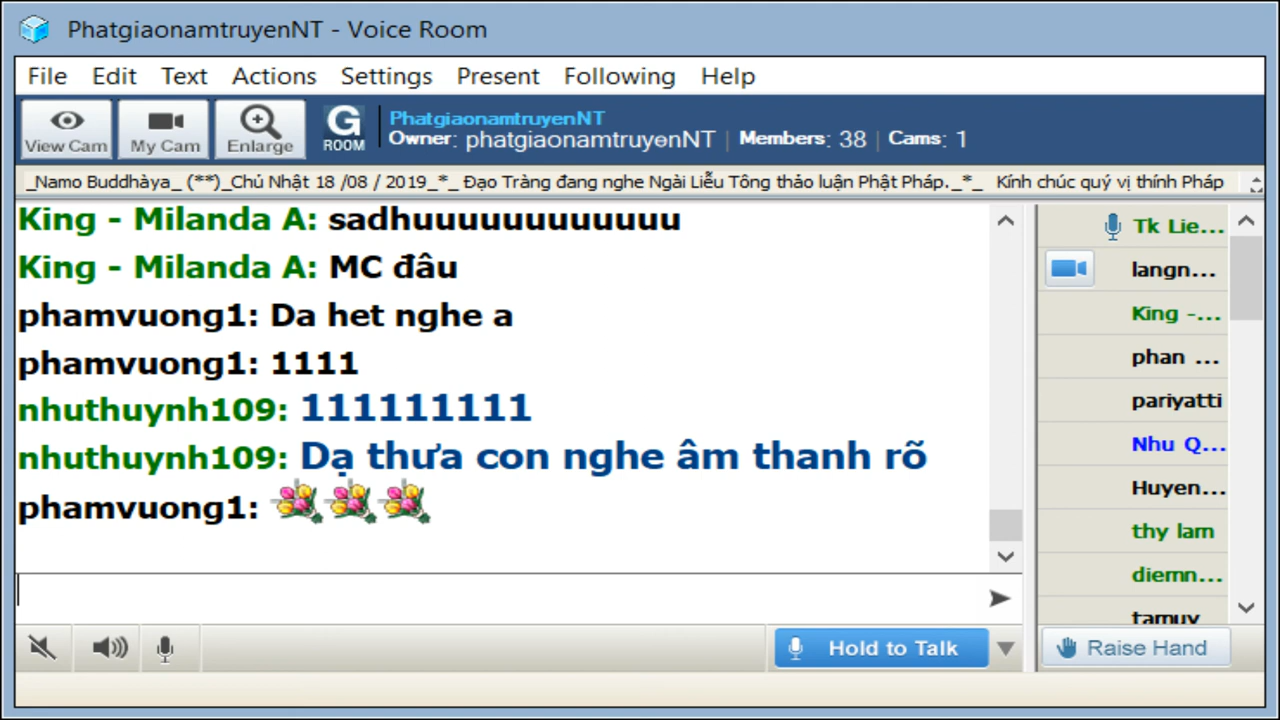 PhatgiaonamtruyenNT - Voice Room
File Edit Text Actions Settings Present Following Help
View Cam My Cam Enlarge G ROOM
PhatgiaonamtruyenNT
Owner: phatgiaonamtruyenNT | Members: 38 | Cams: 1
_Namo Buddhàya_ (**)_Chủ Nhật 18 /08 / 2019_*_ Đạo Tràng đang nghe Ngài Liễu Tông thảo luận Phật Pháp._*_ Kính chúc quý vị thính Pháp
King - Milanda A: sadhuuuuuuuuuuuu
King - Milanda A: MC đâu
phamvuong1: Da het nghe a
phamvuong1: 1111
nhuthuynh109: 111111111
nhuthuynh109: Dạ thưa con nghe âm thanh rõ
phamvuong1:
Tk Lie...
langn...
King -...
phan ...
pariyatti
Nhu Q...
Huyen...
thy lam
diemn...
tamuy
Hold to Talk
Raise Hand